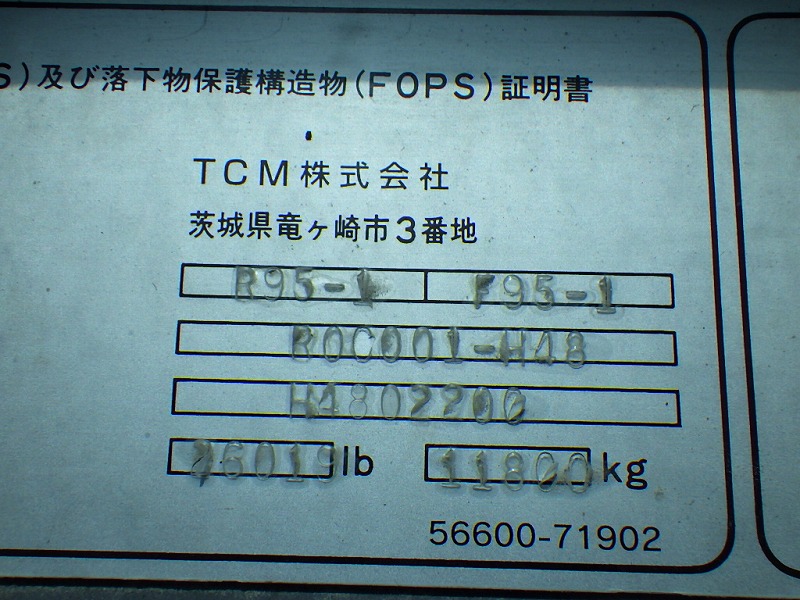 S)及び落下物保護構造物(FOPS)証明書
TCM株式会社
茨城県竜ヶ崎市3番地
R95-1 F95-1
ROC001-H48
H4802200
26019lb 11800kg
56600-71902